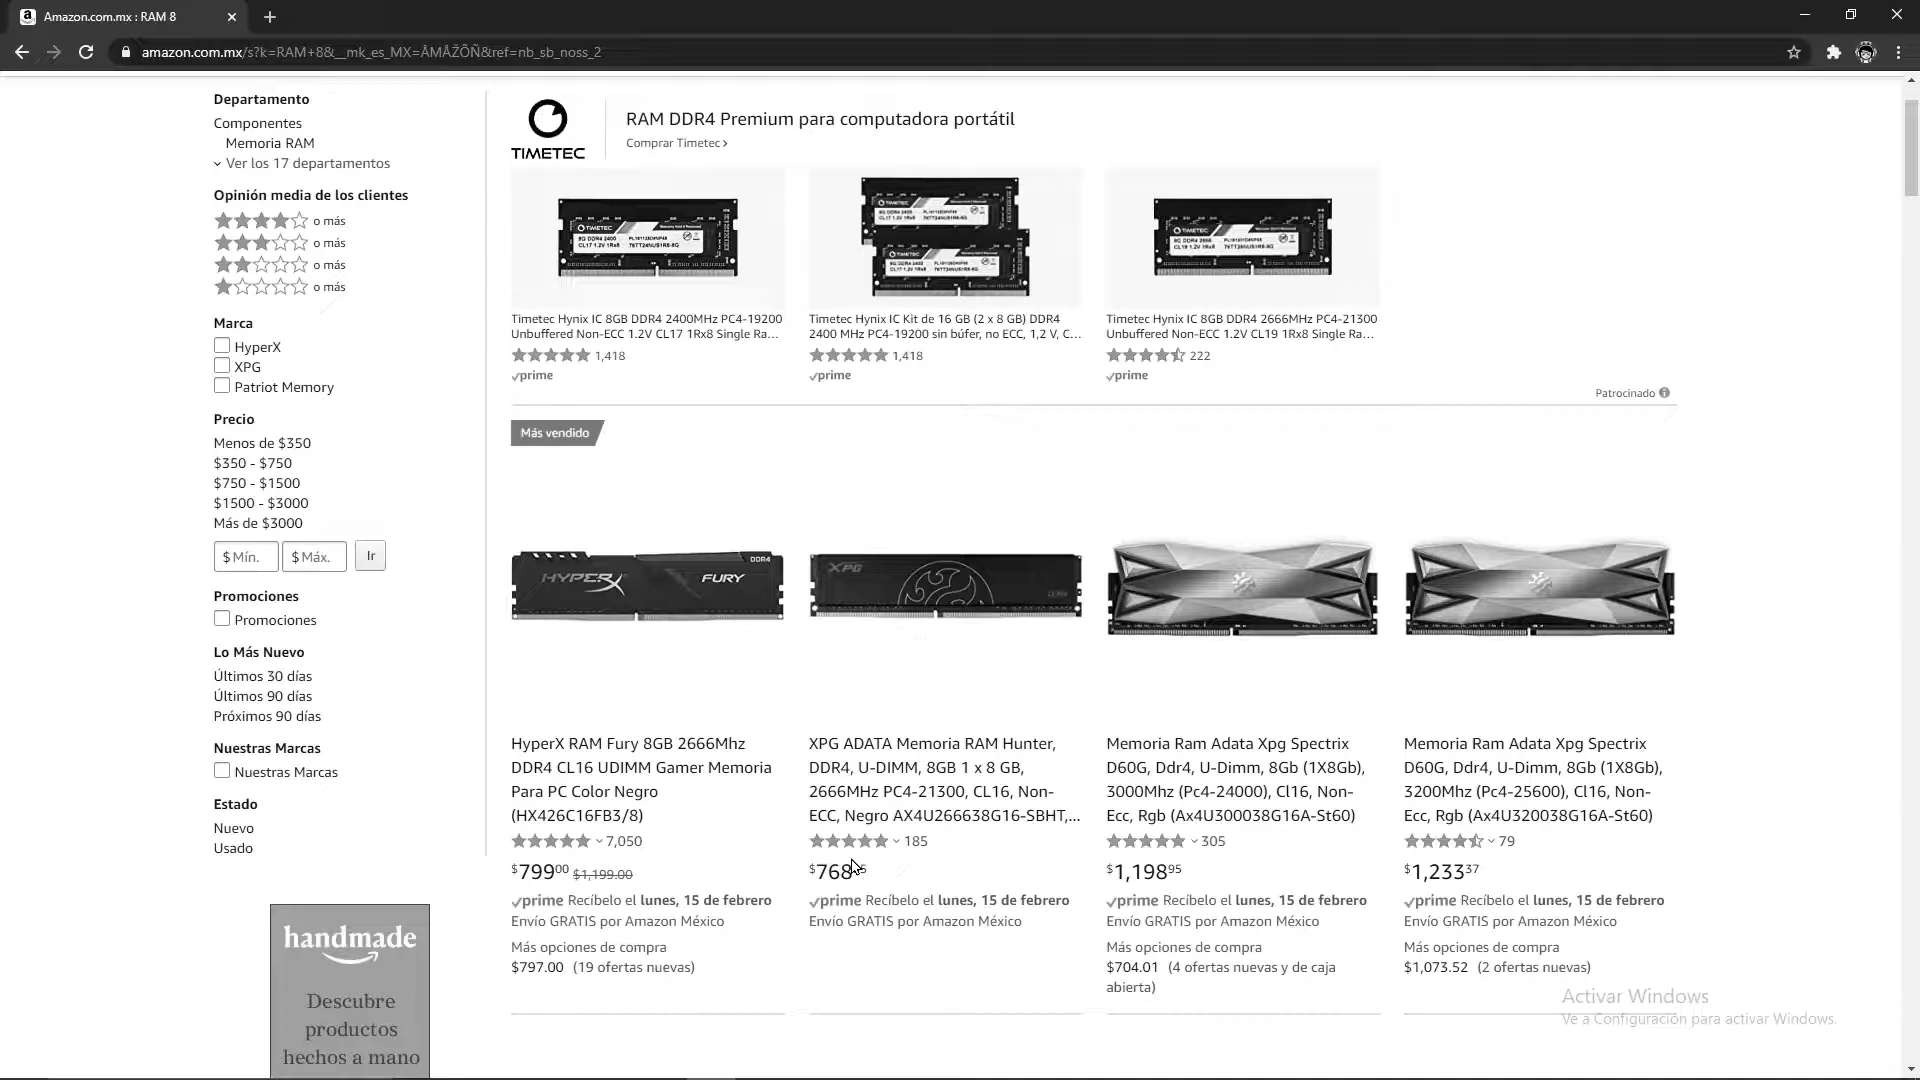 Amazon.com.mx : RAM 8
amazon.com.mx/s?k=RAM+8&__mk_es_MX=ÅMÅŽÕÑ&ref=nb_sb_noss_2
Departamento
Componentes
Memoria RAM
Ver los 17 departamentos
Opinión media de los clientes
o más
o más
o más
o más
Marca
HyperX
XPG
Patriot Memory
Precio
Menos de $350
$350 - $750
$750 - $1500
$1500 - $3000
Más de $3000
$ Mín.
$ Máx.
Ir
Promociones
Promociones
Lo Más Nuevo
Últimos 30 días
Últimos 90 días
Próximos 90 días
Nuestras Marcas
Nuestras Marcas
Estado
Nuevo
Usado
handmade
Descubre
productos
hechos a mano
TIMETEC
RAM DDR4 Premium para computadora portátil
Comprar Timetec
Timetec Hynix IC 8GB DDR4 2400MHz PC4-19200
Unbuffered Non-ECC 1.2V CL17 1Rx8 Single Ra...
1,418
prime
Timetec Hynix IC Kit de 16 GB (2 x 8 GB) DDR4
2400 MHz PC4-19200 sin búfer, no ECC, 1,2 V, C...
1,418
prime
Timetec Hynix IC 8GB DDR4 2666MHz PC4-21300
Unbuffered Non-ECC 1.2V CL19 1Rx8 Single Ra...
222
prime
Patrocinado
Más vendido
HYPERX FURY DDR4
XPG
HyperX RAM Fury 8GB 2666Mhz
DDR4 CL16 UDIMM Gamer Memoria
Para PC Color Negro
(HX426C16FB3/8)
7,050
$79900 $1,199.00
prime Recíbelo el lunes, 15 de febrero
Envío GRATIS por Amazon México
Más opciones de compra
$797.00 (19 ofertas nuevas)
XPG ADATA Memoria RAM Hunter,
DDR4, U-DIMM, 8GB 1 x 8 GB,
2666MHz PC4-21300, CL16, Non-
ECC, Negro AX4U266638G16-SBHT,...
185
$768
prime Recíbelo el lunes, 15 de febrero
Envío GRATIS por Amazon México
Memoria Ram Adata Xpg Spectrix
D60G, Ddr4, U-Dimm, 8Gb (1X8Gb),
3000Mhz (Pc4-24000), Cl16, Non-
Ecc, Rgb (Ax4U300038G16A-St60)
305
$1,19895
prime Recíbelo el lunes, 15 de febrero
Envío GRATIS por Amazon México
Más opciones de compra
$704.01 (4 ofertas nuevas y de caja
abierta)
Memoria Ram Adata Xpg Spectrix
D60G, Ddr4, U-Dimm, 8Gb (1X8Gb),
3200Mhz (Pc4-25600), Cl16, Non-
Ecc, Rgb (Ax4U320038G16A-St60)
79
$1,23337
prime Recíbelo el lunes, 15 de febrero
Envío GRATIS por Amazon México
Más opciones de compra
$1,073.52 (2 ofertas nuevas)
Activar Windows
Ve a Configuración para activar Windows.